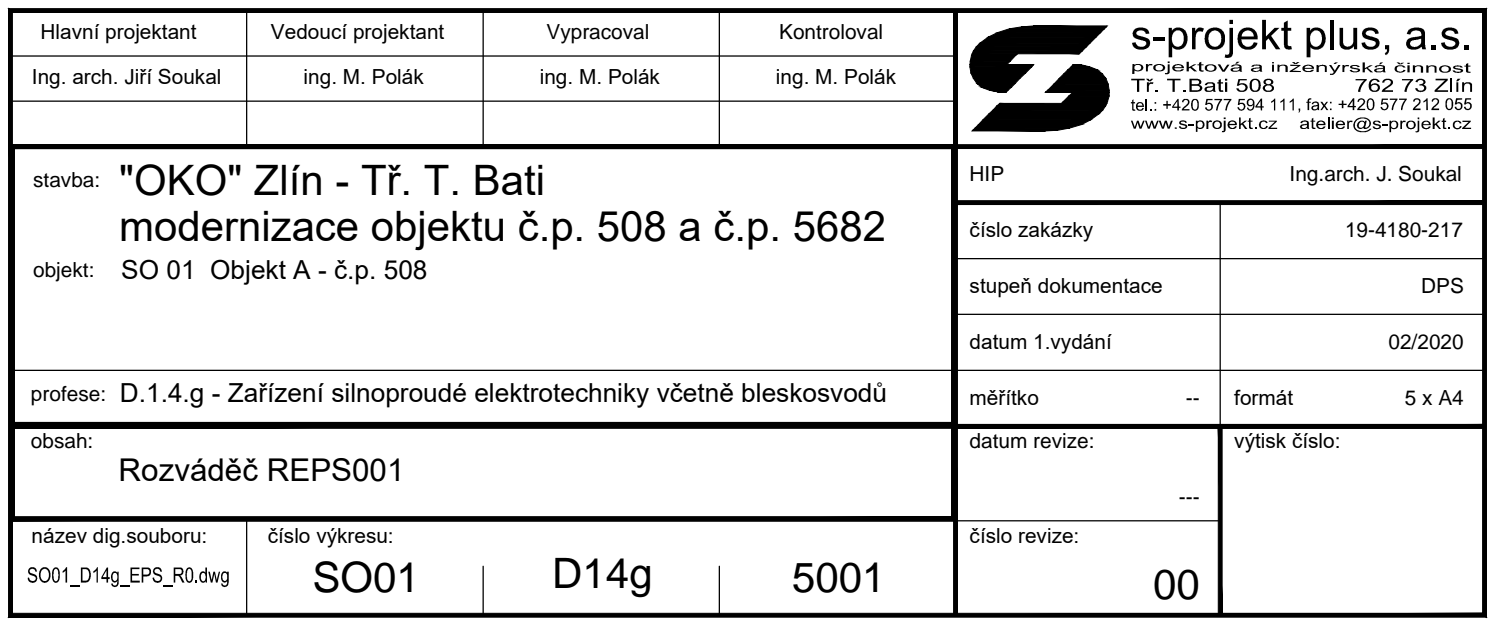 Hlavní projektant Vedoucí projektant Vypracoval Kontroloval
Ing. arch. Jiří Soukal ing. M. Polák ing. M. Polák ing. M. Polák
s-projekt plus, a.s.
projektová a inženýrská činnost
Tř. T.Bati 508 762 73 Zlín
tel.: +420 577 594 111, fax: +420 577 212 055
www.s-projekt.cz atelier@s-projekt.cz
stavba: "OKO" Zlín - Tř. T. Bati
modernizace objektu č.p. 508 a č.p. 5682
objekt: SO 01 Objekt A - č.p. 508
profese: D.1.4.g - Zařízení silnoproudé elektrotechniky včetně bleskosvodů
HIP Ing.arch. J. Soukal
číslo zakázky 19-4180-217
stupeň dokumentace DPS
datum 1.vydání 02/2020
měřítko -- formát 5 x A4
obsah:
Rozváděč REPS001
datum revize: výtisk číslo:
---
název dig.souboru: číslo výkresu:
SO01_D14g_EPS_R0.dwg SO01 D14g 5001
číslo revize:
00